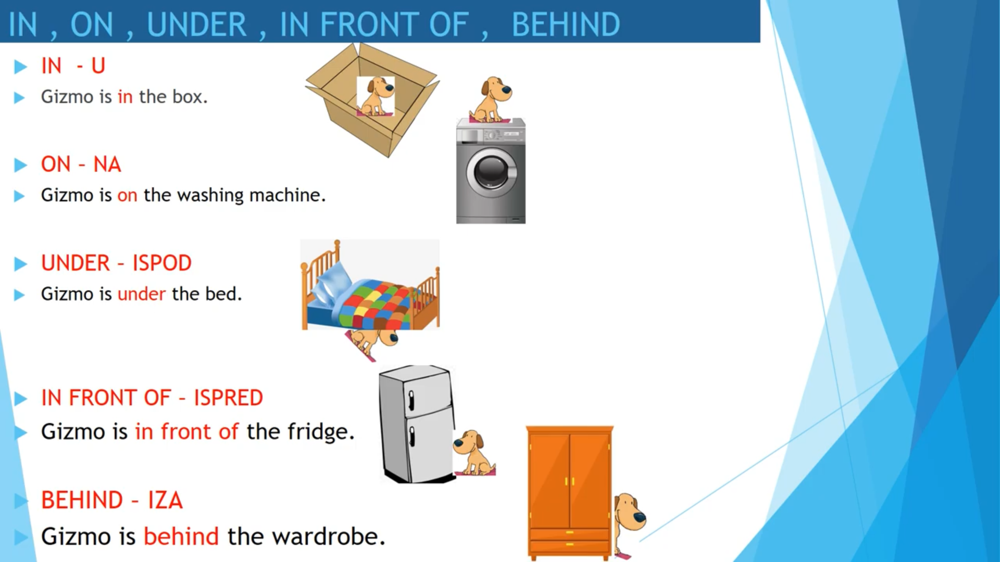 IN , ON , UNDER , IN FRONT OF , BEHIND
IN - U
Gizmo is in the box.
ON – NA
Gizmo is on the washing machine.
UNDER – ISPOD
Gizmo is under the bed.
IN FRONT OF – ISPRED
Gizmo is in front of the fridge.
BEHIND – IZA
Gizmo is behind the wardrobe.